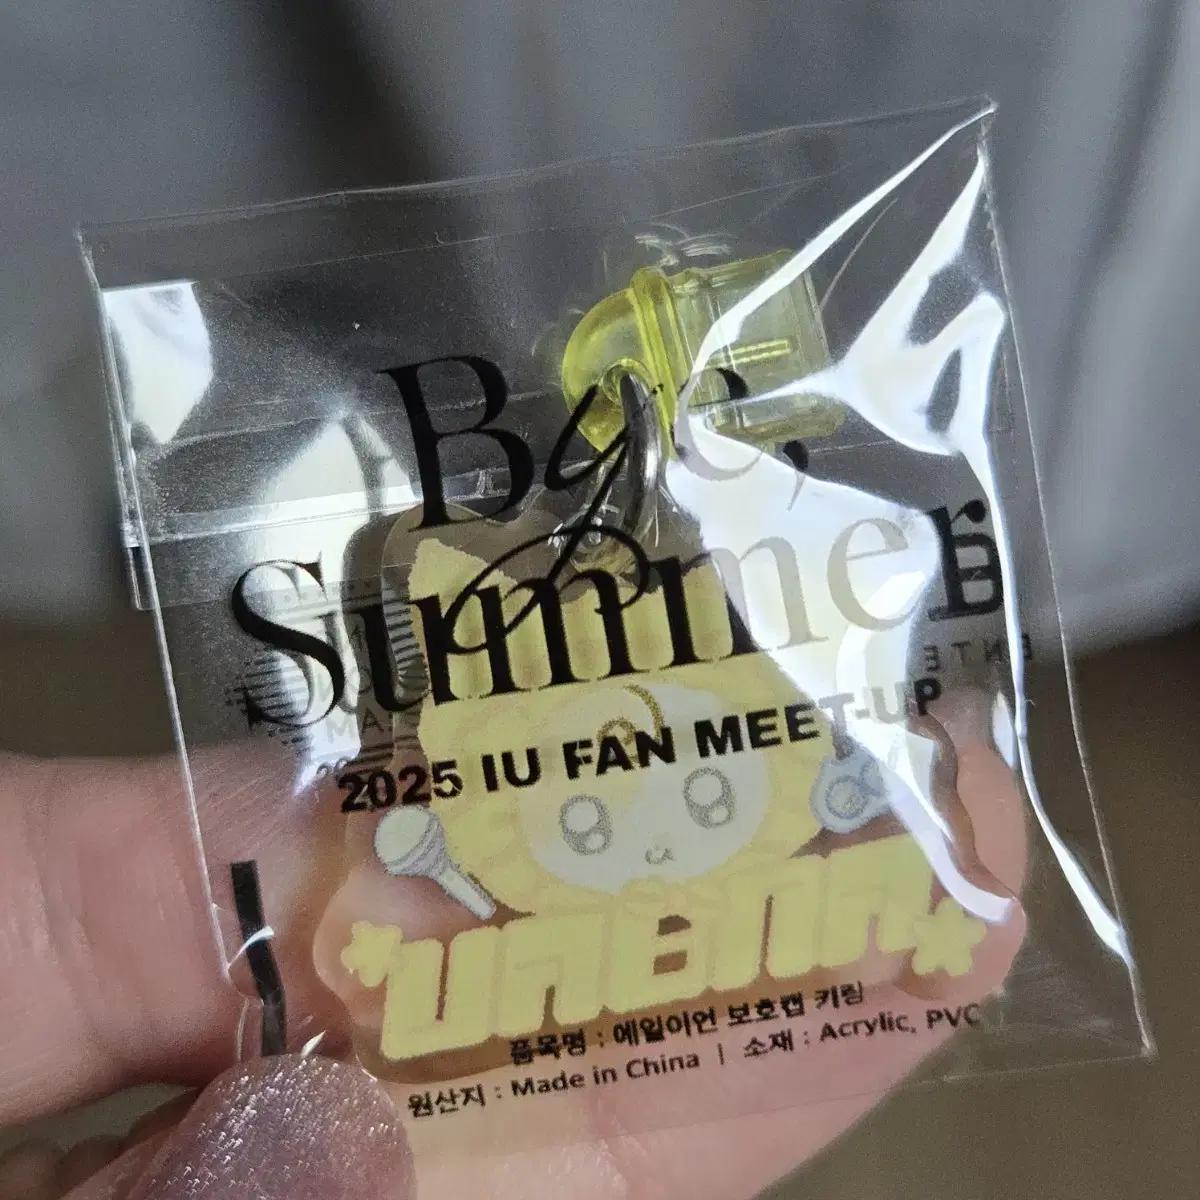 Bye,
Summer
2025 IU FAN MEET-UP
품목명 : 에일이언 보호캡 키링
원산지 : Made in China | 소재 : Acrylic, PVC